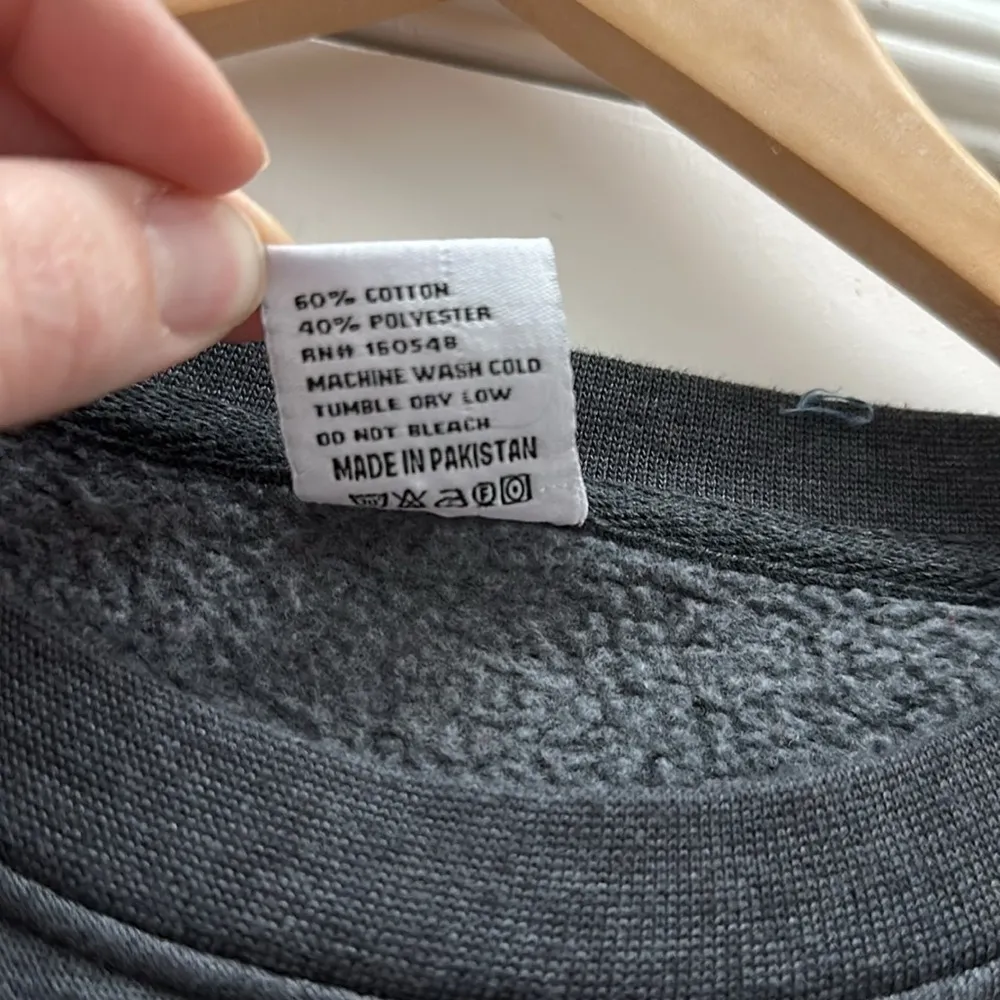 60% COTTON
40% POLYESTER
RN# 160548
MACHINE WASH COLD
TUMBLE DRY LOW
DO NOT BLEACH
MADE IN PAKISTAN